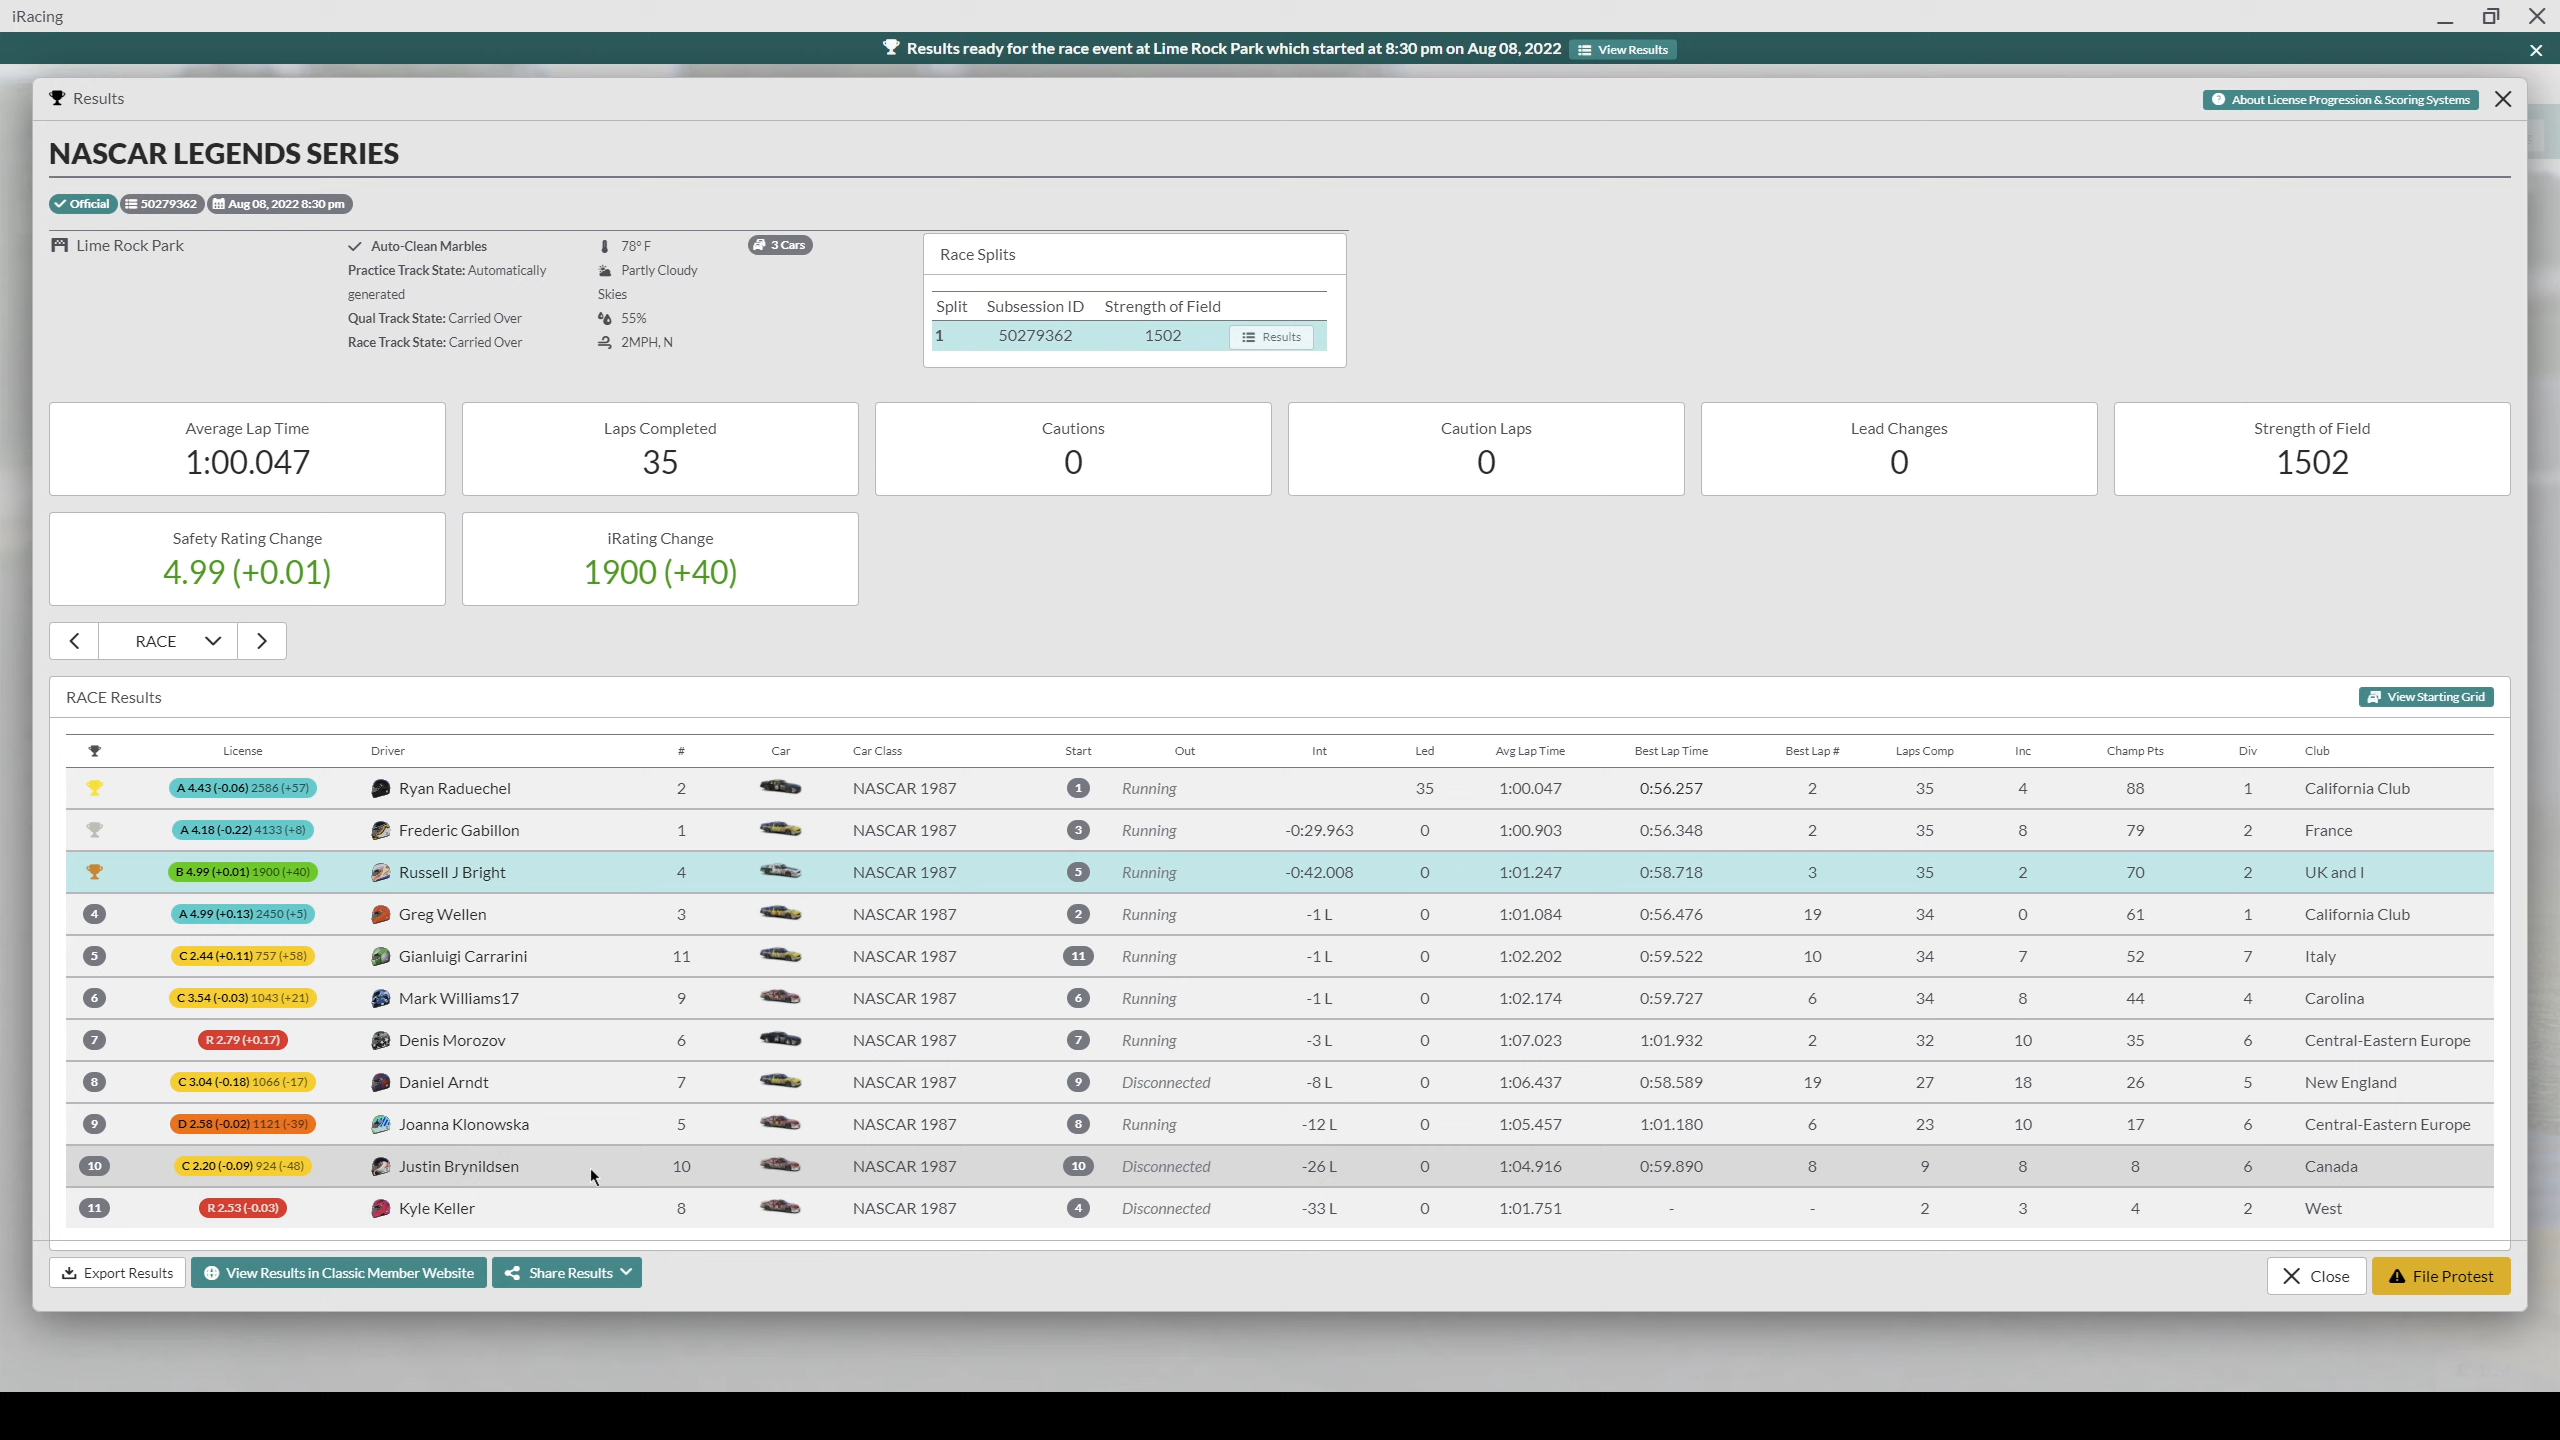 iRacing
Results ready for the race event at Lime Rock Park which started at 8:30 pm on Aug 08, 2022 View Results
Results
About License Progression & Scoring Systems
NASCAR LEGENDS SERIES
Official 50279362 Aug 08, 2022 8:30 pm
Lime Rock Park
Auto-Clean Marbles
Practice Track State: Automatically
generated
Qual Track State: Carried Over
Race Track State: Carried Over
78° F
Partly Cloudy
Skies
55%
2MPH, N
3 Cars
Race Splits
Split Subsession ID Strength of Field
1 50279362 1502 Results
Average Lap Time
1:00.047
Laps Completed
35
Cautions
0
Caution Laps
0
Lead Changes
0
Strength of Field
1502
Safety Rating Change
4.99 (+0.01)
iRating Change
1900 (+40)
RACE
RACE Results
View Starting Grid
License Driver # Car Car Class Start Out Int Led Avg Lap Time Best Lap Time Best Lap # Laps Comp Inc Champ Pts Div Club
A 4.43 (-0.06) 2586 (+57) Ryan Raduechel 2 NASCAR 1987 1 Running 35 1:00.047 0:56.257 2 35 4 88 1 California Club
A 4.18 (-0.22) 4133 (+8) Frederic Gabillon 1 NASCAR 1987 3 Running -0:29.963 0 1:00.903 0:56.348 2 35 8 79 2 France
B 4.99 (+0.01) 1900 (+40) Russell J Bright 4 NASCAR 1987 5 Running -0:42.008 0 1:01.247 0:58.718 3 35 2 70 2 UK and I
4 A 4.99 (+0.13) 2450 (+5) Greg Wellen 3 NASCAR 1987 2 Running -1 L 0 1:01.084 0:56.476 19 34 0 61 1 California Club
5 C 2.44 (+0.11) 757 (+58) Gianluigi Carrarini 11 NASCAR 1987 11 Running -1 L 0 1:02.202 0:59.522 10 34 7 52 7 Italy
6 C 3.54 (-0.03) 1043 (+21) Mark Williams17 9 NASCAR 1987 6 Running -1 L 0 1:02.174 0:59.727 6 34 8 44 4 Carolina
7 R 2.79 (+0.17) Denis Morozov 6 NASCAR 1987 7 Running -3 L 0 1:07.023 1:01.932 2 32 10 35 6 Central-Eastern Europe
8 C 3.04 (-0.18) 1066 (-17) Daniel Arndt 7 NASCAR 1987 9 Disconnected -8 L 0 1:06.437 0:58.589 19 27 18 26 5 New England
9 D 2.58 (-0.02) 1121 (-39) Joanna Klonowska 5 NASCAR 1987 8 Running -12 L 0 1:05.457 1:01.180 6 23 10 17 6 Central-Eastern Europe
10 C 2.20 (-0.09) 924 (-48) Justin Brynildsen 10 NASCAR 1987 10 Disconnected -26 L 0 1:04.916 0:59.890 8 9 8 8 6 Canada
11 R 2.53 (-0.03) Kyle Keller 8 NASCAR 1987 4 Disconnected -33 L 0 1:01.751 - - 2 3 4 2 West
Export Results View Results in Classic Member Website Share Results
Close File Protest